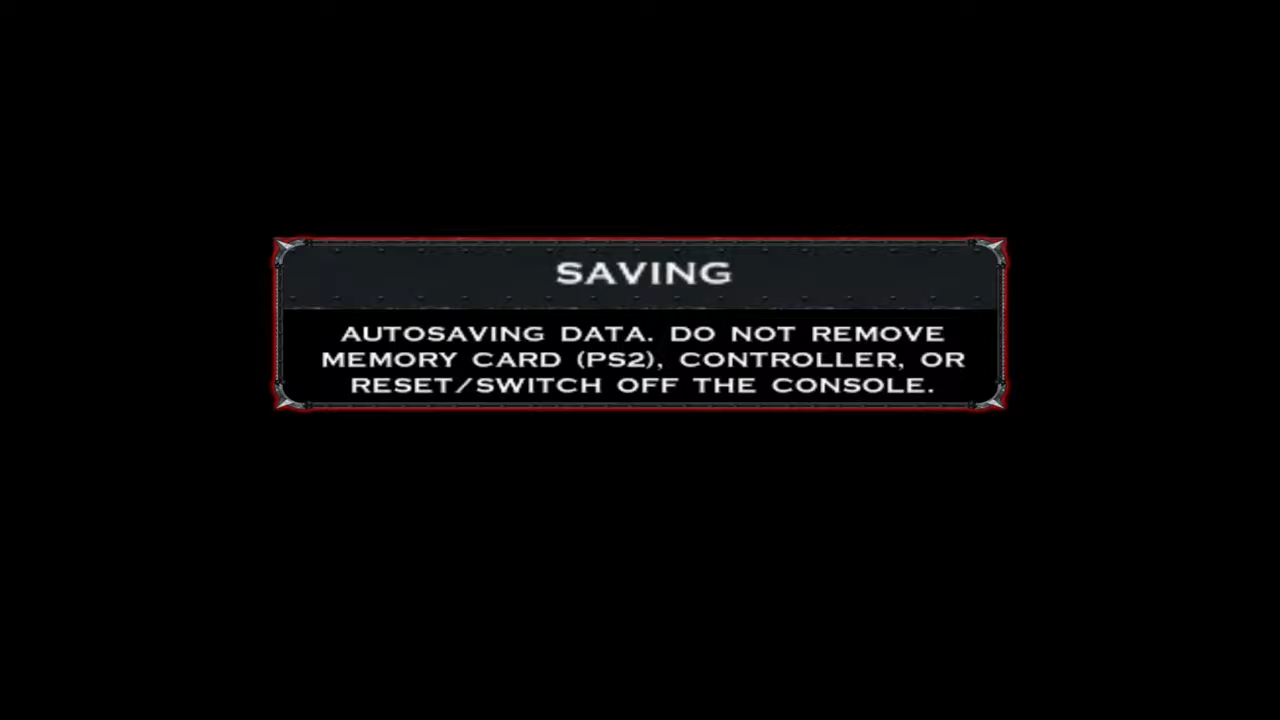 SAVING
AUTOSAVING DATA. DO NOT REMOVE
MEMORY CARD (PS2), CONTROLLER, OR
RESET/SWITCH OFF THE CONSOLE.